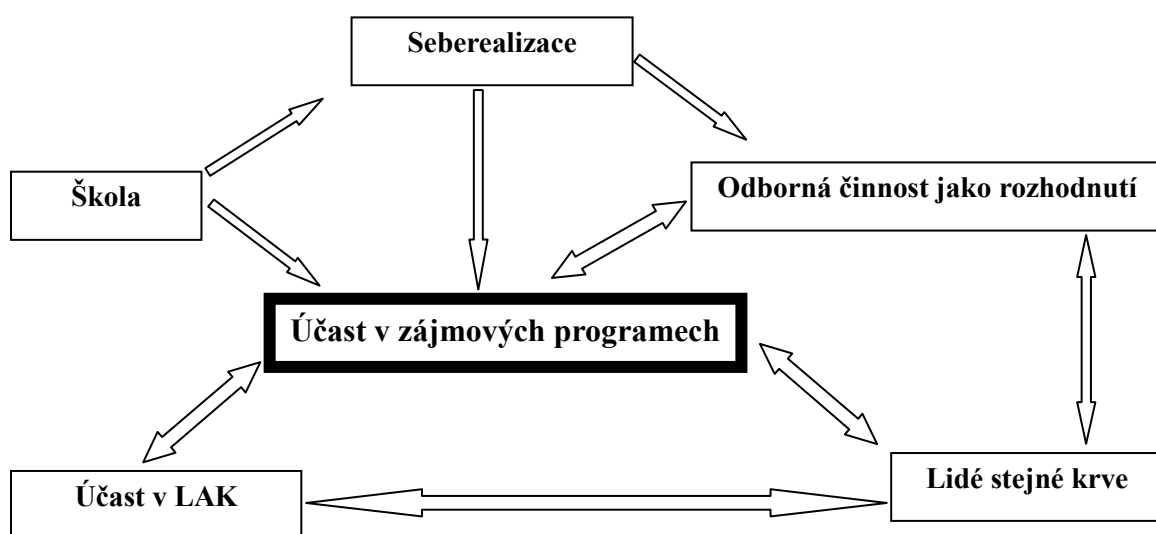 Seberealizace
Škola
Odborná činnost jako rozhodnutí
Účast v zájmových programech
Účast v LAK
Lidé stejné krve